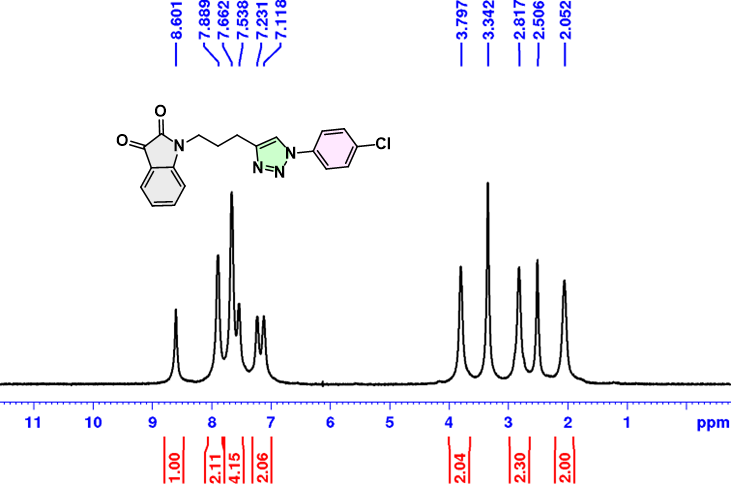 8.601
7.889
7.662
7.538
7.231
7.118
3.797
3.342
2.817
2.506
2.052
O
O
N
N
N
N
Cl
11 10 9 8 7 6 5 4 3 2 1 ppm
1.00
2.11
4.15
2.06
2.04
2.30
2.00